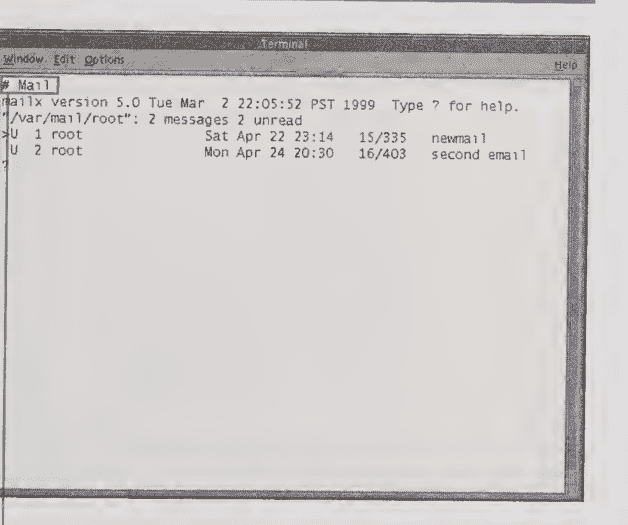 Terminal
Window Edit Options Help
# Mail
mailx version 5.0 Tue Mar 2 22:05:52 PST 1999 Type ? for help.
"/var/mail/root": 2 messages 2 unread
>U 1 root Sat Apr 22 23:14 15/335 newmail
U 2 root Mon Apr 24 20:30 16/403 second email
?